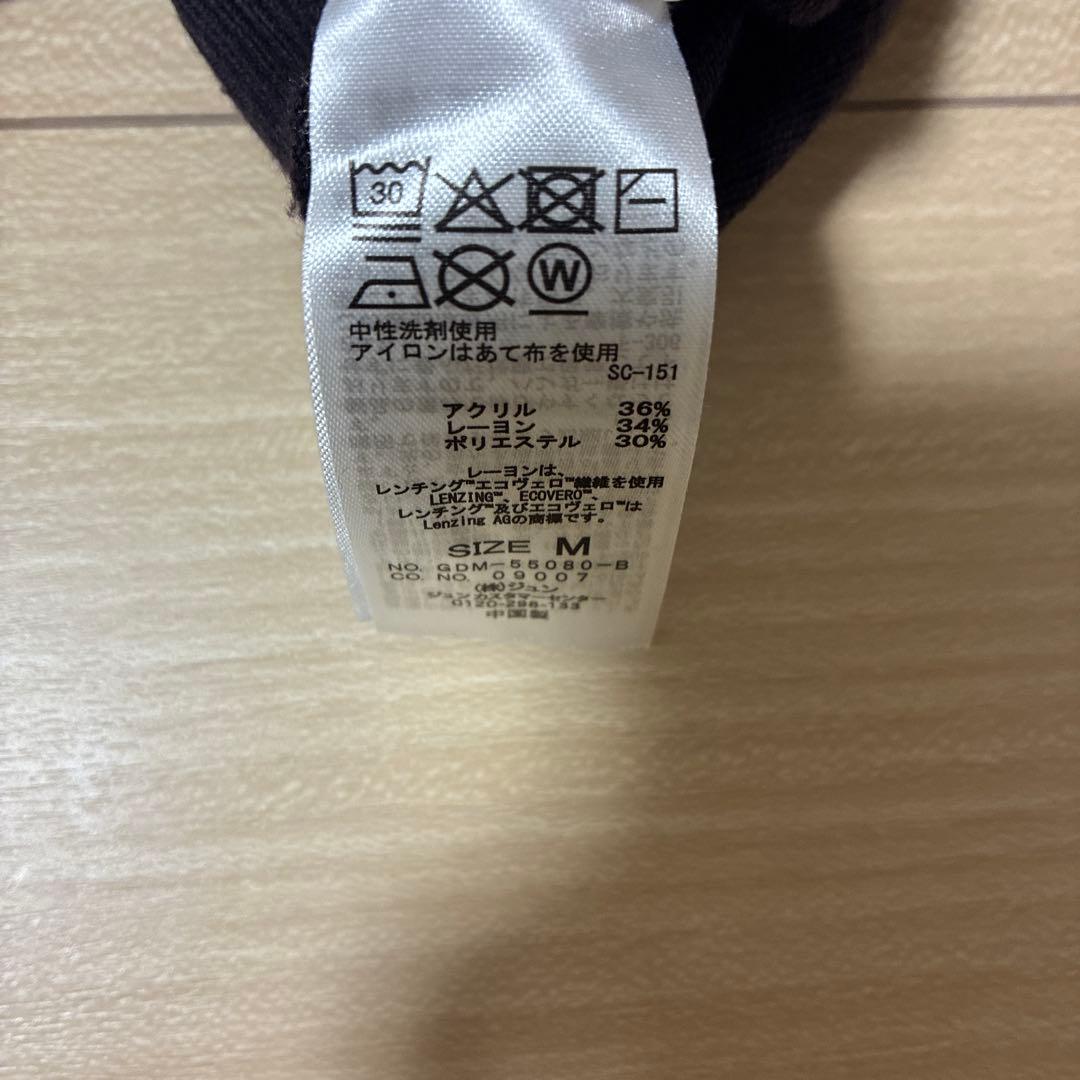 30
W
中性洗剤使用
アイロンはあて布を使用
SC-151
アクリル 36%
レーヨン 34%
ポリエステル 30%
レーヨンは、
レンチング™エコヴェロ™繊維を使用
LENZING™、ECOVERO™、
レンチング™及びエコヴェロ™は
Lenzing AGの商標です。
SIZE M
NO. GDM-55080-B
CO. NO. 09007
(株)ジュン
ジュンカスタマーセンター
0120-298-133
中国製